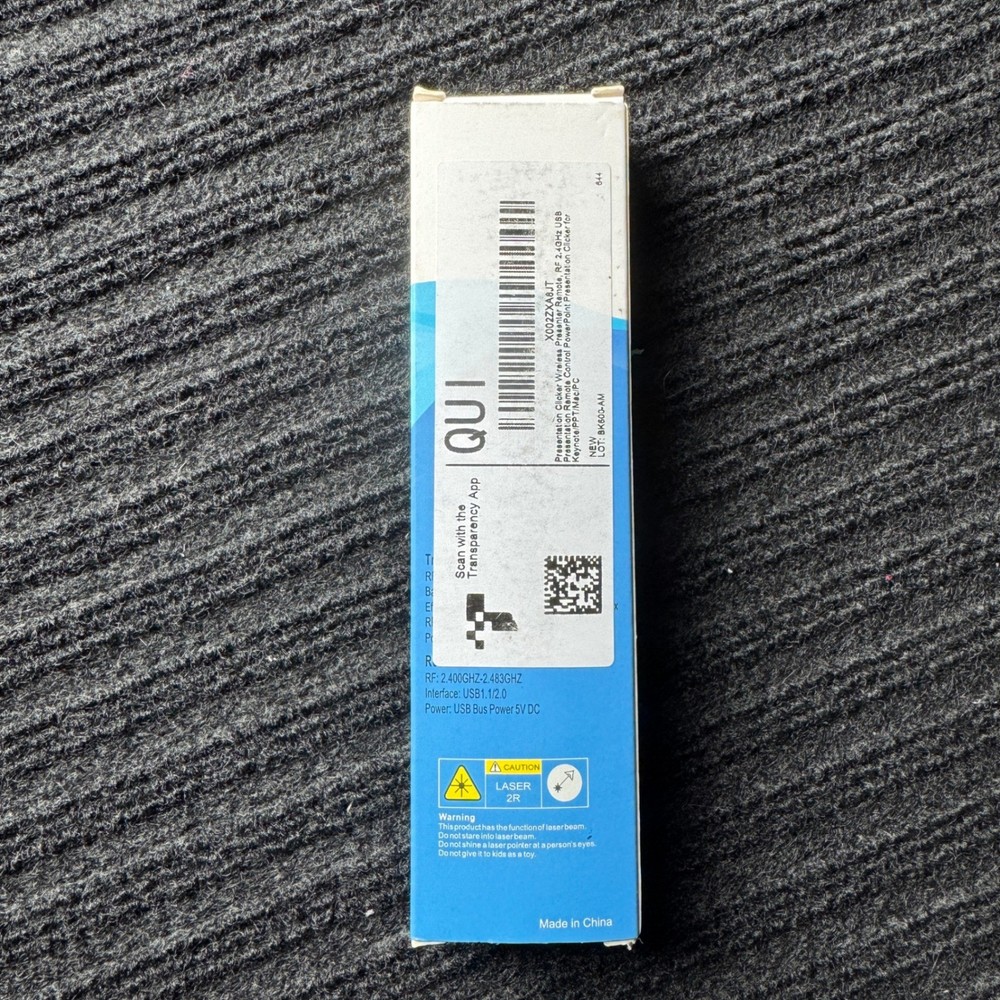 644
QU I
X002ZXA8JT
Presentation Clicker Wireless Presenter Remote, RF 2.4GHz USB
Presentation Remote Control PowerPoint Presentation Clicker for
Keynote/PPT/Mac/PC
NEW
LOT: BK600-AM
Scan with the
Transparency App
RF: 2.400GHZ-2.483GHZ
Interface: USB1.1/2.0
Power: USB Bus Power 5V DC
CAUTION
LASER
2R
Warning
This product has the function of laser beam.
Do not stare into laser beam.
Do not shine a laser pointer at a person's eyes.
Do not give it to kids as a toy.
Made in China